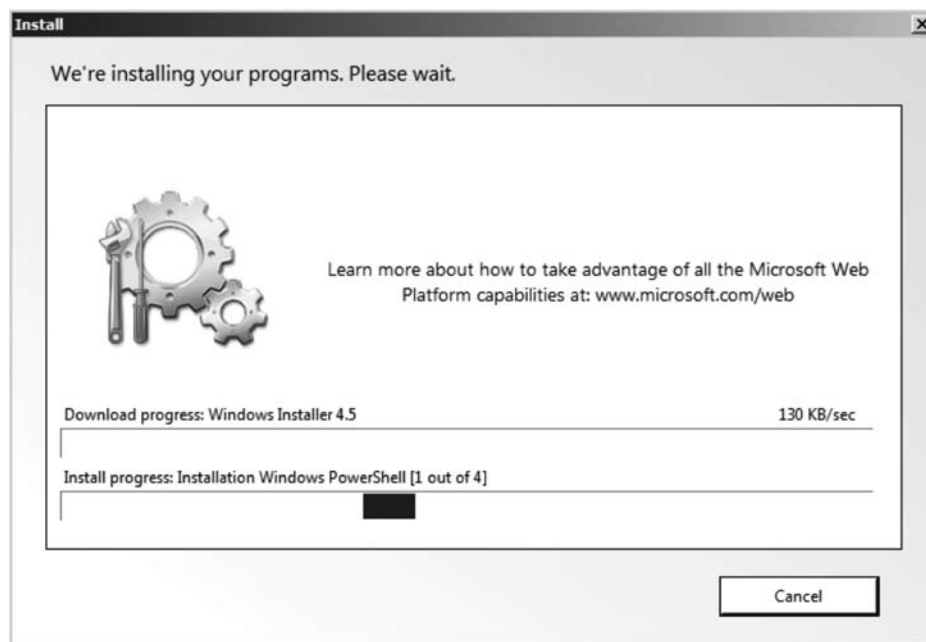 Install
We're installing your programs. Please wait.
Learn more about how to take advantage of all the Microsoft Web
Platform capabilities at: www.microsoft.com/web
Download progress: Windows Installer 4.5 130 KB/sec
Install progress: Installation Windows PowerShell [1 out of 4]
Cancel